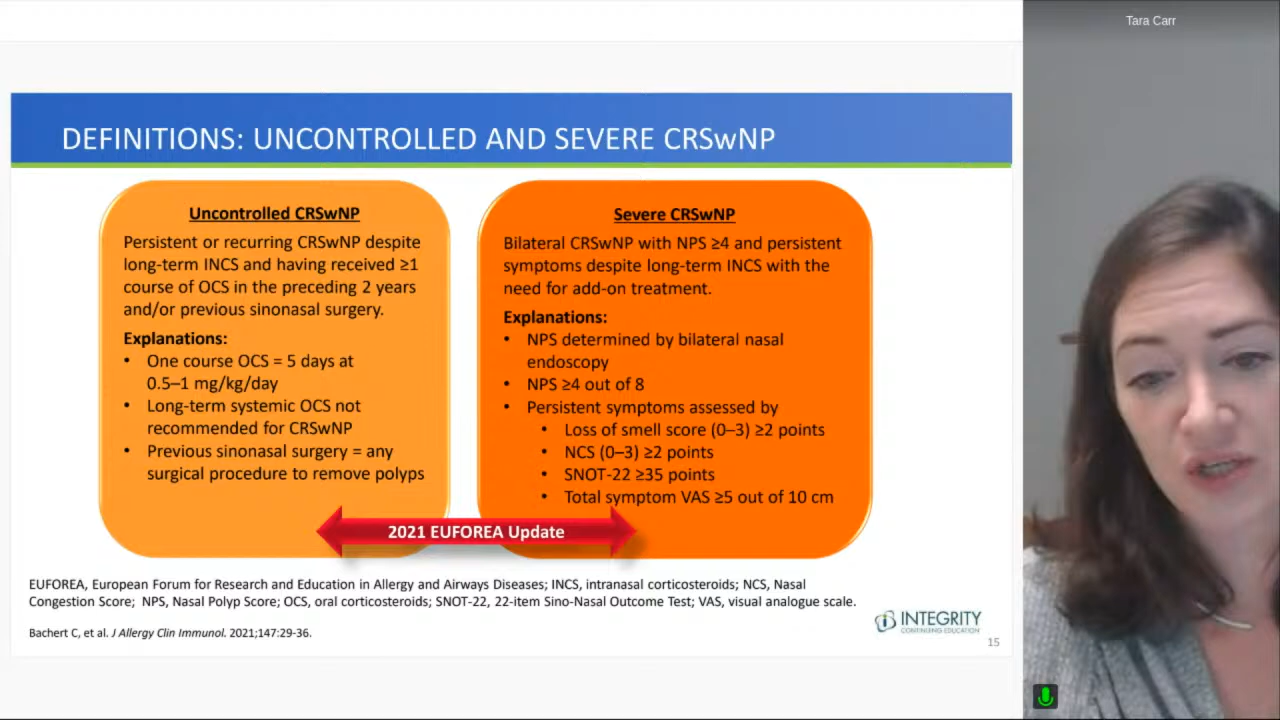 Tara Carr
DEFINITIONS: UNCONTROLLED AND SEVERE CRSwNP
Uncontrolled CRSwNP
Persistent or recurring CRSwNP despite
long-term INCS and having received ≥1
course of OCS in the preceding 2 years
and/or previous sinonasal surgery.
Explanations:
• One course OCS = 5 days at
0.5–1 mg/kg/day
• Long-term systemic OCS not
recommended for CRSwNP
• Previous sinonasal surgery = any
surgical procedure to remove polyps
Severe CRSwNP
Bilateral CRSwNP with NPS ≥4 and persistent
symptoms despite long-term INCS with the
need for add-on treatment.
Explanations:
• NPS determined by bilateral nasal
endoscopy
• NPS ≥4 out of 8
• Persistent symptoms assessed by
• Loss of smell score (0–3) ≥2 points
• NCS (0–3) ≥2 points
• SNOT-22 ≥35 points
• Total symptom VAS ≥5 out of 10 cm
2021 EUFOREA Update
EUFOREA, European Forum for Research and Education in Allergy and Airways Diseases; INCS, intranasal corticosteroids; NCS, Nasal
Congestion Score; NPS, Nasal Polyp Score; OCS, oral corticosteroids; SNOT-22, 22-item Sino-Nasal Outcome Test; VAS, visual analogue scale.
Bachert C, et al. J Allergy Clin Immunol. 2021;147:29-36.
INTEGRITY
CONTINUING EDUCATION
15